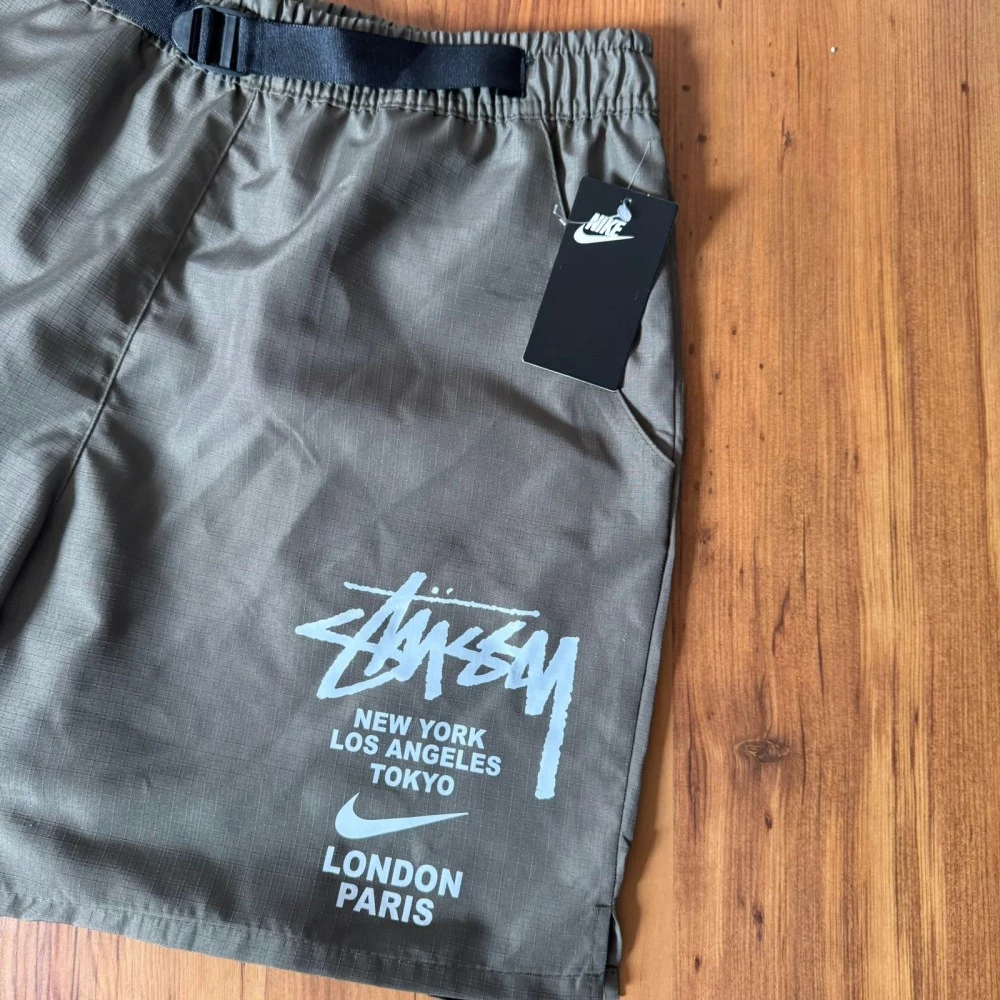 NIKE
STÜSSY
NEW YORK
LOS ANGELES
TOKYO
LONDON
PARIS